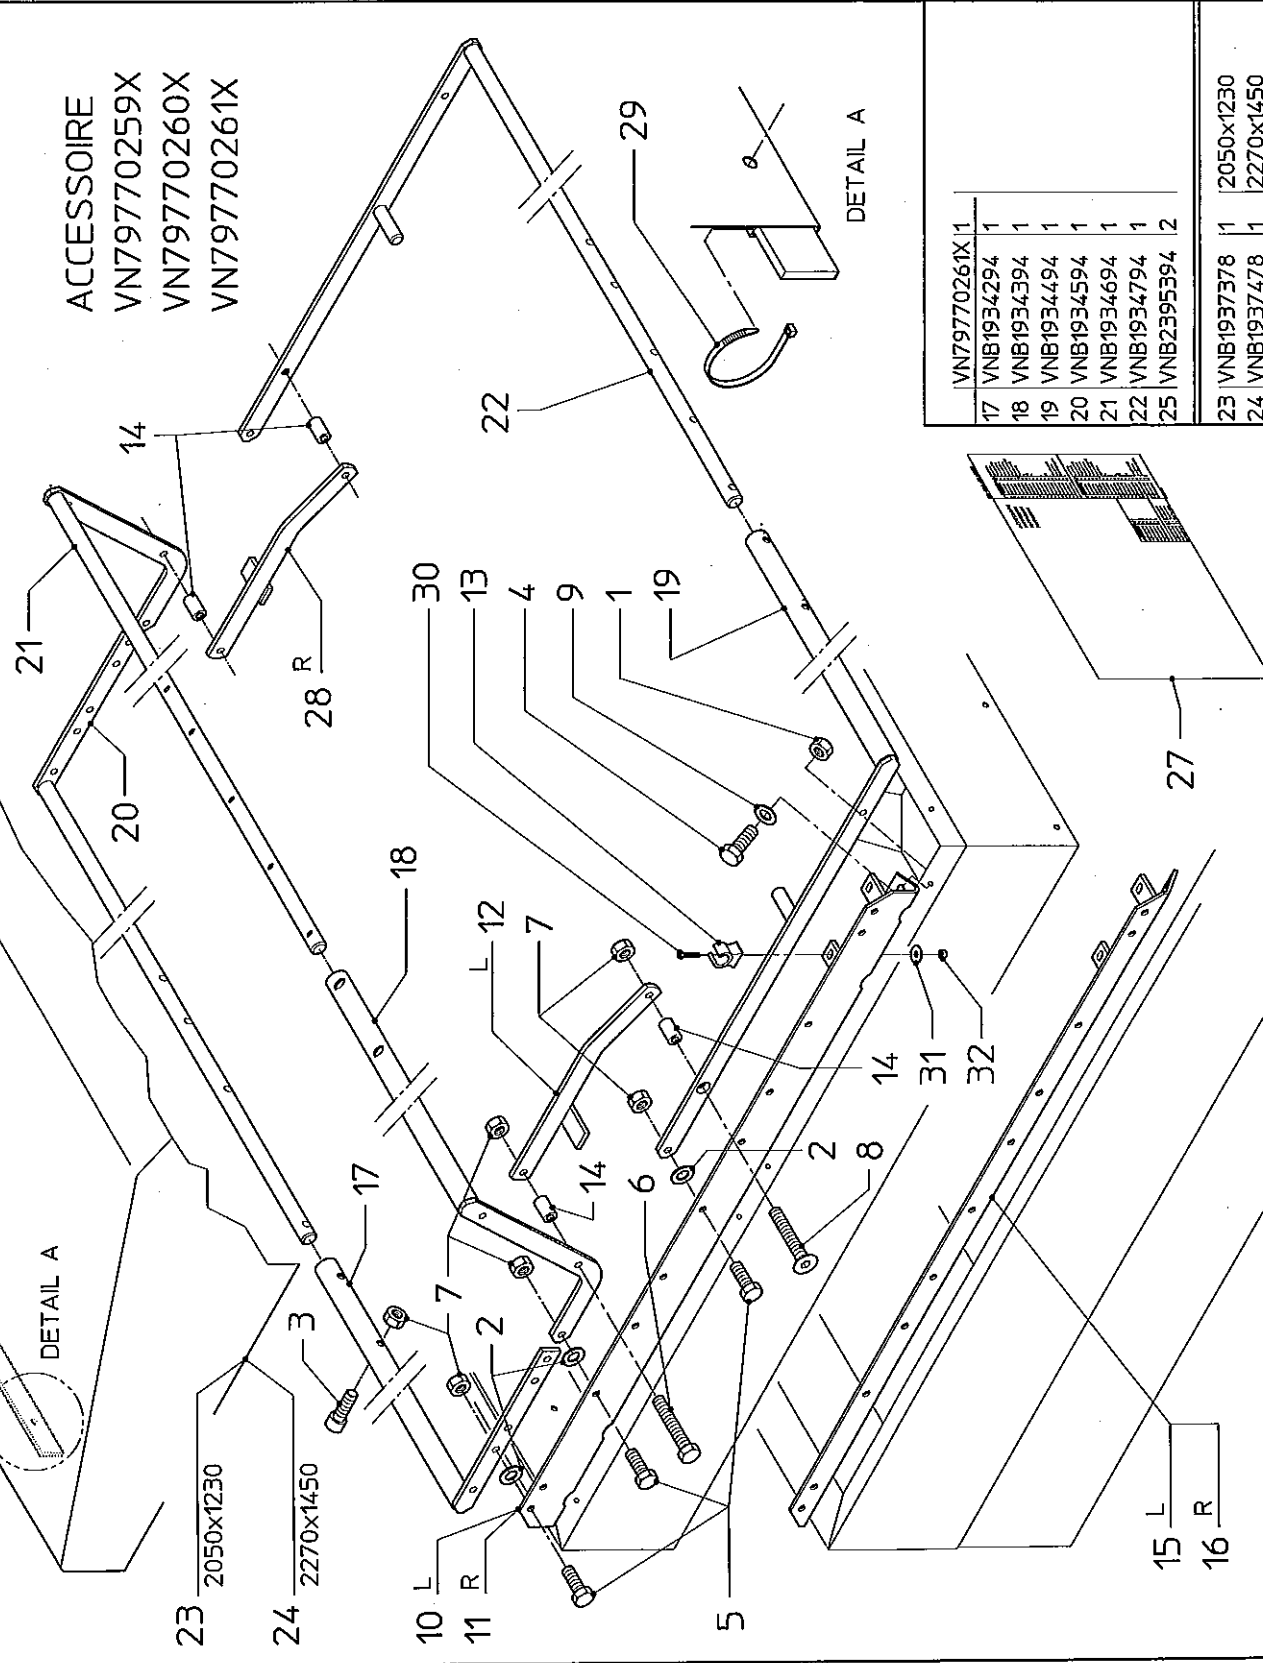 ACCESSOIRE
VN79770259X
VN79770260X
VN79770261X
DETAIL A
23 2050x1230
24 2270x1450
21
20
14
28 R
22
29
DETAIL A
17
3
18
12 L
7
30
13
4
9
1
19
7
2
14
6
2
8
14
31
32
10 L
11 R
5
15 L
16 R
27
VN79770261X 1
17 VNB1934294 1
18 VNB1934394 1
19 VNB1934494 1
20 VNB1934594 1
21 VNB1934694 1
22 VNB1934794 1
25 VNB2395394 2
23 VNB1937378 1 2050x1230
24 VNB1937478 1 2270x1450